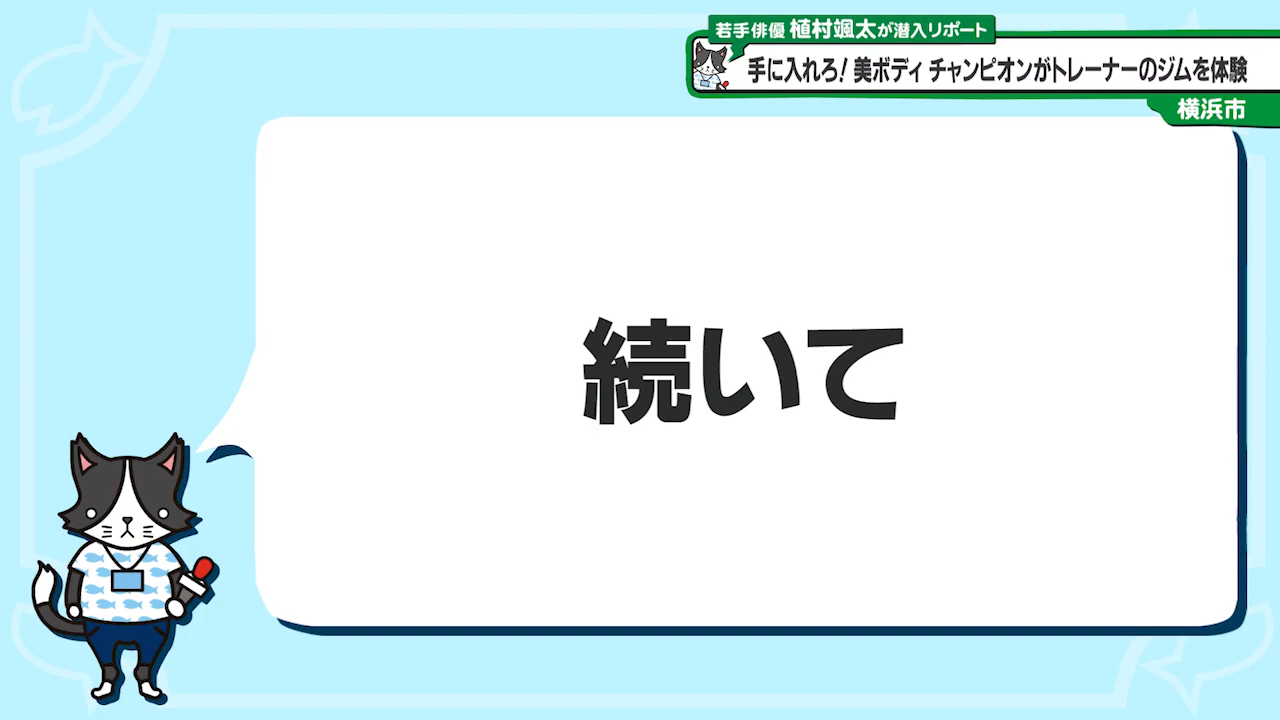 若手俳優 植村颯太が潜入リポート
手に入れろ! 美ボディ チャンピオンがトレーナーのジムを体験
横浜市
続いて